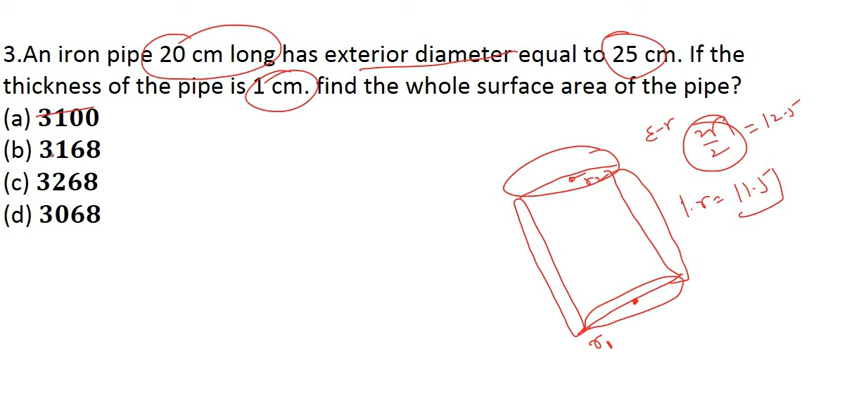 3.An iron pipe 20 cm long has exterior diameter equal to 25 cm. If the
thickness of the pipe is 1 cm. find the whole surface area of the pipe?
(a) 3100
(b) 3168
(c) 3268
(d) 3068
= 12.5
= 11.5
r₁